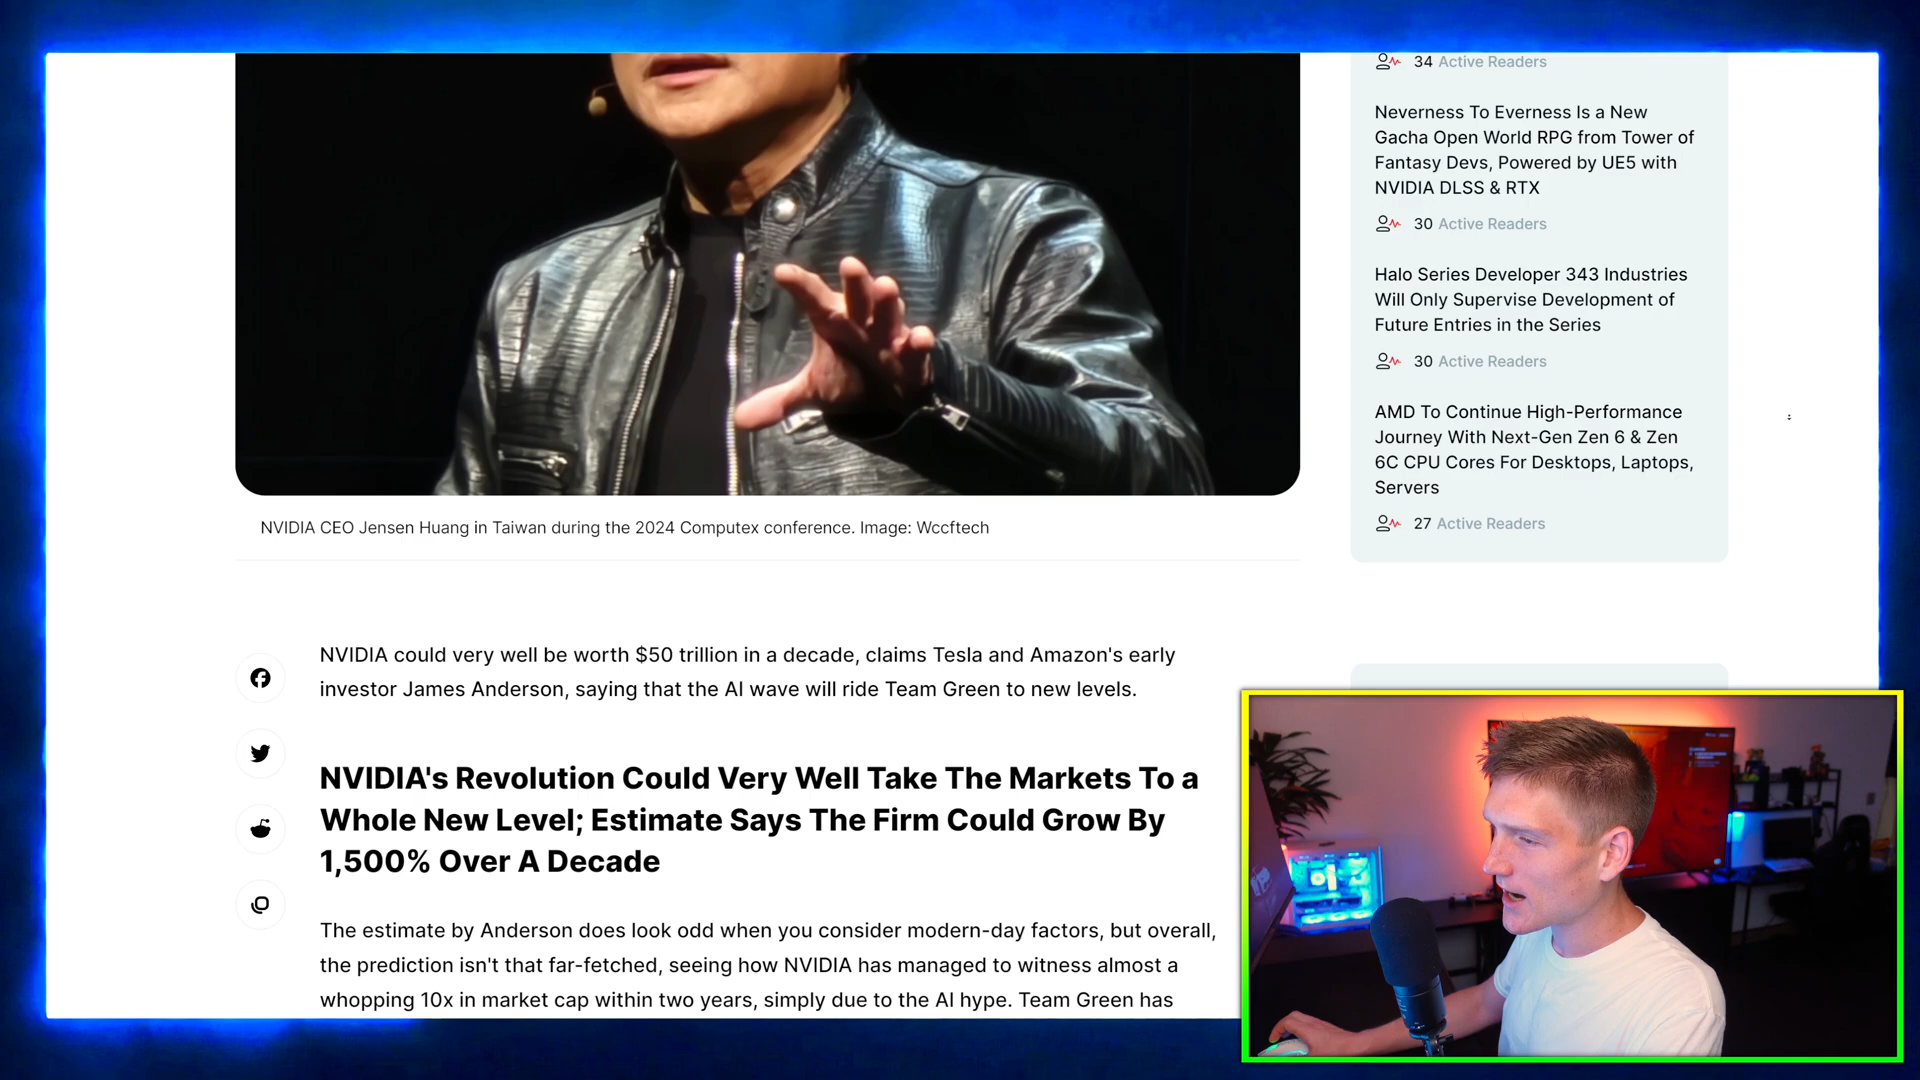 34 Active Readers
Neverness To Everness Is a New
Gacha Open World RPG from Tower of
Fantasy Devs, Powered by UE5 with
NVIDIA DLSS & RTX
30 Active Readers
Halo Series Developer 343 Industries
Will Only Supervise Development of
Future Entries in the Series
30 Active Readers
AMD To Continue High-Performance
Journey With Next-Gen Zen 6 & Zen
6C CPU Cores For Desktops, Laptops,
Servers
27 Active Readers
NVIDIA CEO Jensen Huang in Taiwan during the 2024 Computex conference. Image: Wccftech
NVIDIA could very well be worth $50 trillion in a decade, claims Tesla and Amazon's early
investor James Anderson, saying that the AI wave will ride Team Green to new levels.
NVIDIA's Revolution Could Very Well Take The Markets To a
Whole New Level; Estimate Says The Firm Could Grow By
1,500% Over A Decade
The estimate by Anderson does look odd when you consider modern-day factors, but overall,
the prediction isn't that far-fetched, seeing how NVIDIA has managed to witness almost a
whopping 10x in market cap within two years, simply due to the AI hype. Team Green has